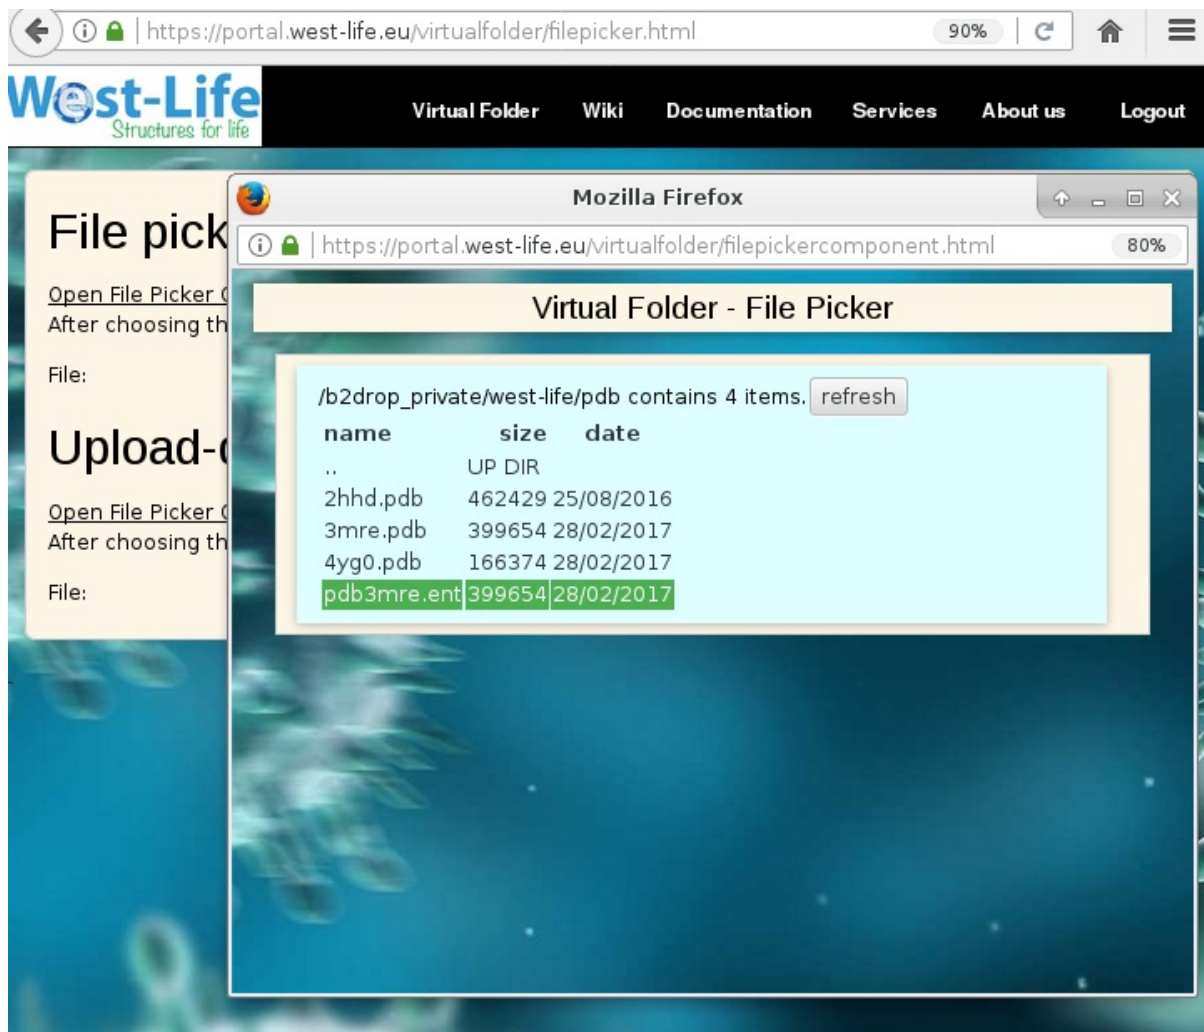 https://portal.west-life.eu/virtualfolder/filepicker.html 90%
West-Life
Structures for life
Virtual Folder Wiki Documentation Services About us Logout
File pick
Open File Picker
After choosing th
File:
Upload-
Open File Picker
After choosing th
File:
Mozilla Firefox
https://portal.west-life.eu/virtualfolder/filepickercomponent.html 80%
Virtual Folder - File Picker
/b2drop_private/west-life/pdb contains 4 items. refresh
name size date
.. UP DIR
2hhd.pdb 462429 25/08/2016
3mre.pdb 399654 28/02/2017
4yg0.pdb 166374 28/02/2017
pdb3mre.ent 399654 28/02/2017